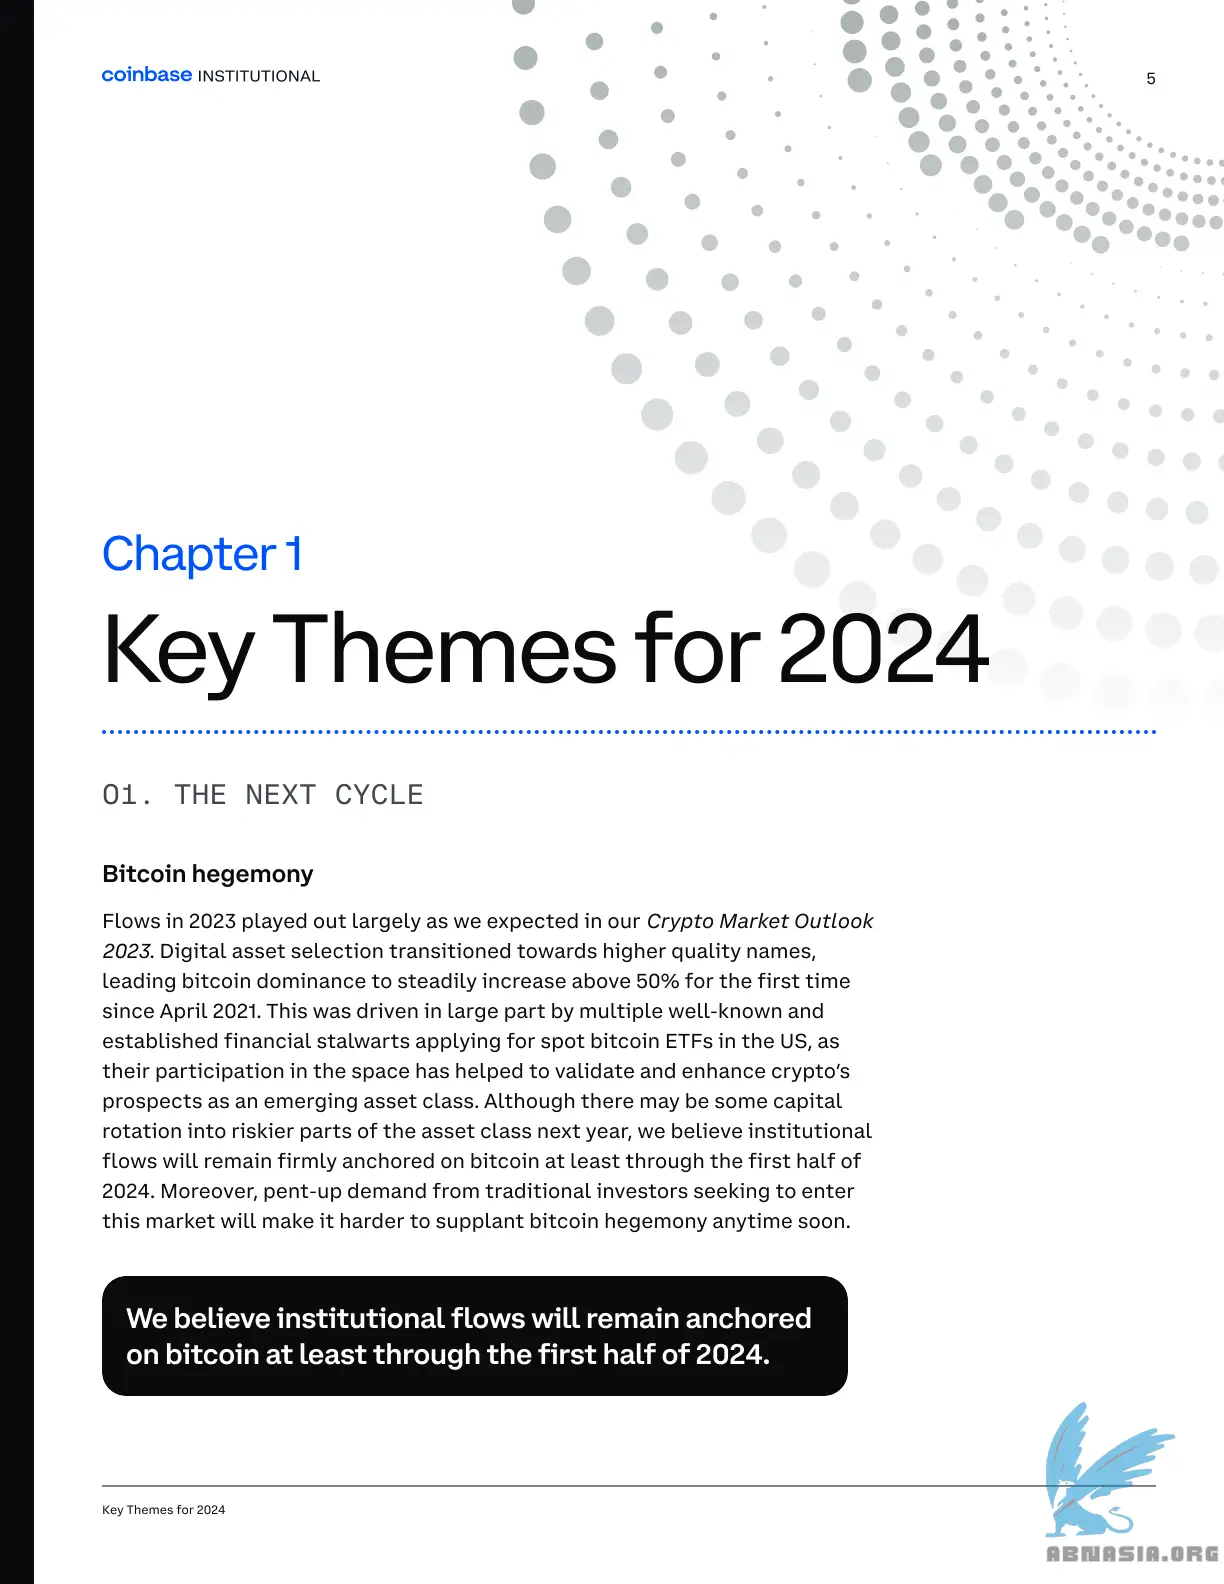 coinbase INSTITUTIONAL
5
Chapter 1
Key Themes for 2024
01. THE NEXT CYCLE
Bitcoin hegemony
Flows in 2023 played out largely as we expected in our Crypto Market Outlook
2023. Digital asset selection transitioned towards higher quality names,
leading bitcoin dominance to steadily increase above 50% for the first time
since April 2021. This was driven in large part by multiple well-known and
established financial stalwarts applying for spot bitcoin ETFs in the US, as
their participation in the space has helped to validate and enhance crypto’s
prospects as an emerging asset class. Although there may be some capital
rotation into riskier parts of the asset class next year, we believe institutional
flows will remain firmly anchored on bitcoin at least through the first half of
2024. Moreover, pent-up demand from traditional investors seeking to enter
this market will make it harder to supplant bitcoin hegemony anytime soon.
We believe institutional flows will remain anchored
on bitcoin at least through the first half of 2024.
Key Themes for 2024
ABNASIA.ORG